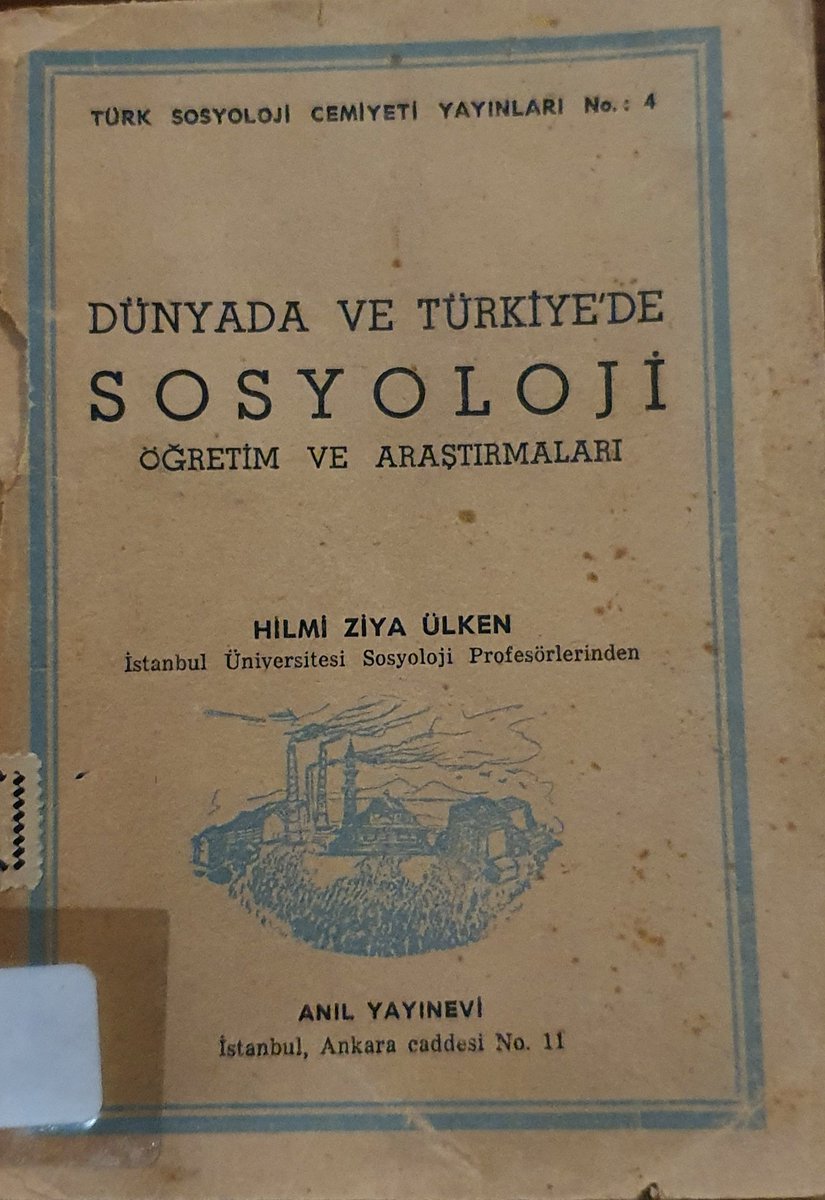 TÜRK SOSYOLOJİ CEMİYETİ YAYINLARI No. : 4
DÜNYADA VE TÜRKİYE'DE
SOSYOLOJİ
ÖĞRETİM VE ARAŞTIRMALARI
HİLMİ ZİYA ÜLKEN
İstanbul Üniversitesi Sosyoloji Profesörlerinden
ANIL YAYINEVİ
İstanbul, Ankara caddesi No. 11